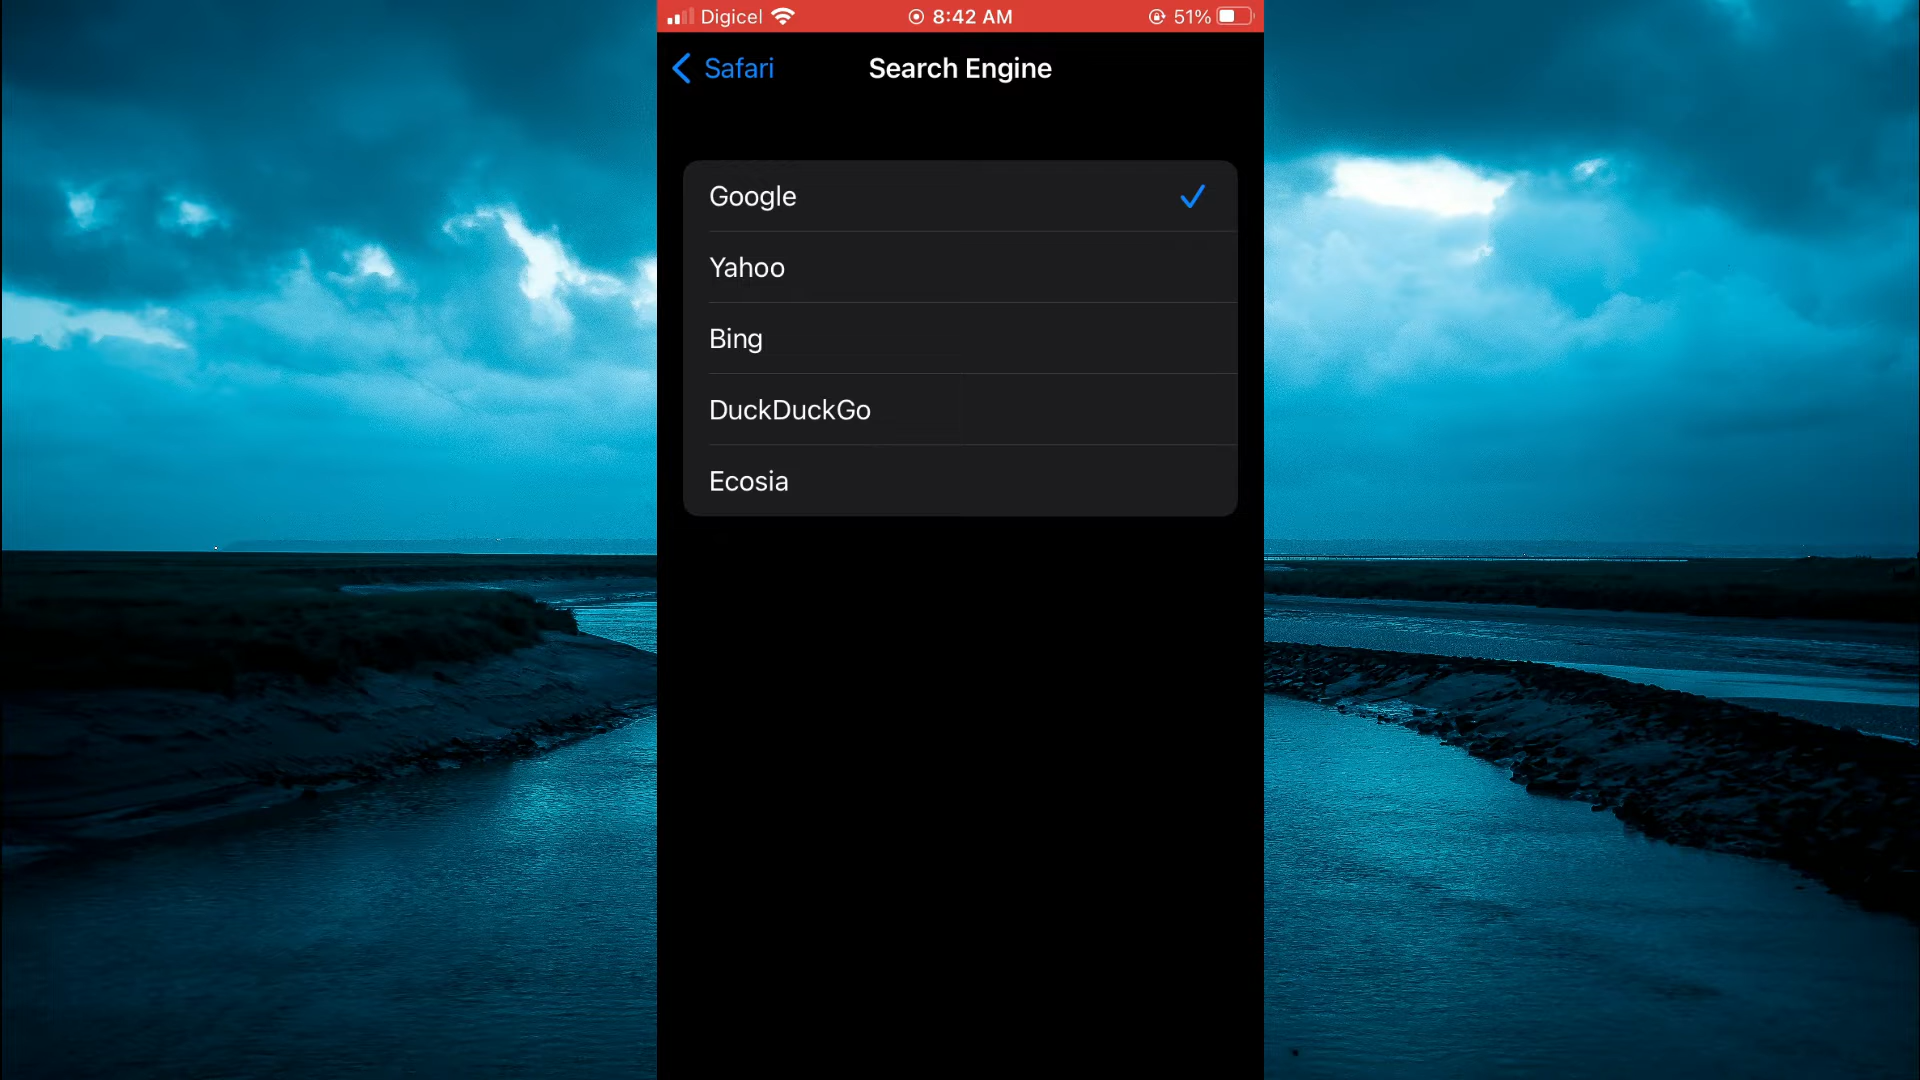 Digicel 8:42 AM 51%
Safari Search Engine
Google
Yahoo
Bing
DuckDuckGo
Ecosia